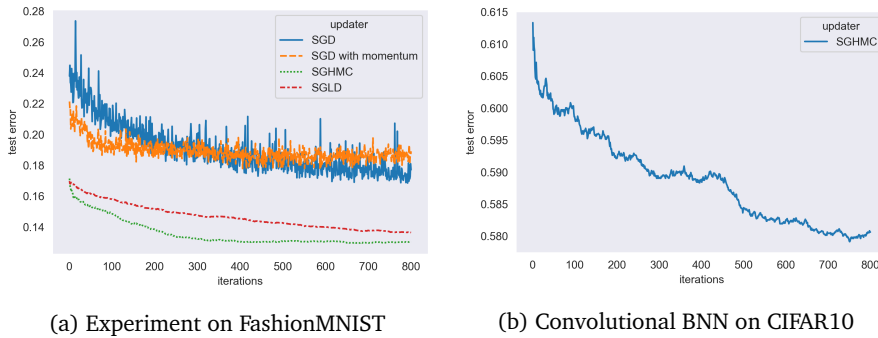 updater
SGD
SGD with momentum
SGHMC
SGLD
0.28
0.26
0.24
0.22
0.20
0.18
0.16
0.14
test error
0 100 200 300 400 500 600 700 800
iterations
(a) Experiment on FashionMNIST
updater
SGHMC
0.615
0.610
0.605
0.600
0.595
0.590
0.585
0.580
test error
0 100 200 300 400 500 600 700 800
iterations
(b) Convolutional BNN on CIFAR10